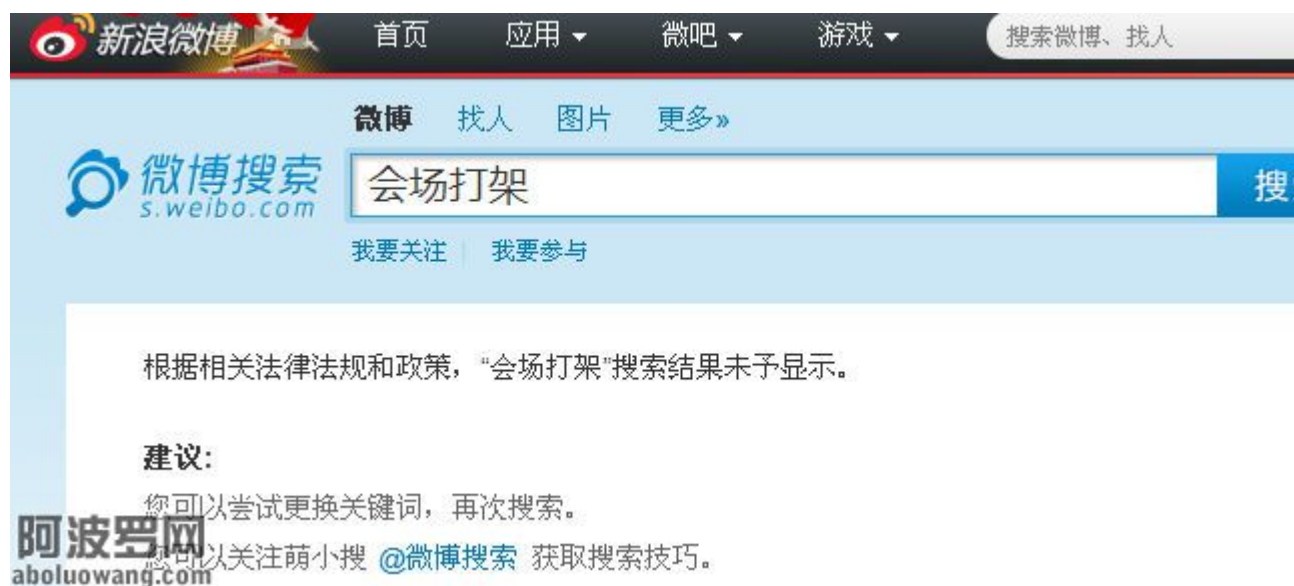 新浪微博 首页 应用 微吧 游戏 搜索微博、找人
微博 找人 图片 更多»
微博搜索 会场打架 搜
s.weibo.com
我要关注 我要参与
根据相关法律法规和政策，“会场打架”搜索结果未予显示。
建议:
您可以尝试更换关键词，再次搜索。
您可以关注萌小搜 @微博搜索 获取搜索技巧。
阿波罗网
aboluowang.com